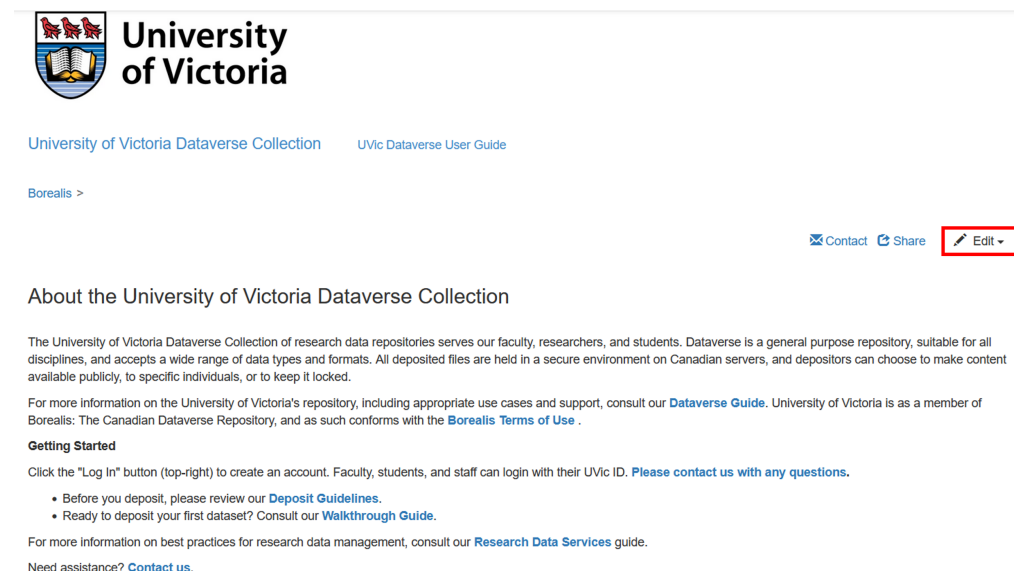 University
of Victoria
University of Victoria Dataverse Collection UVic Dataverse User Guide
Borealis >
Contact Share Edit
About the University of Victoria Dataverse Collection
The University of Victoria Dataverse Collection of research data repositories serves our faculty, researchers, and students. Dataverse is a general purpose repository, suitable for all
disciplines, and accepts a wide range of data types and formats. All deposited files are held in a secure environment on Canadian servers, and depositors can choose to make content
available publicly, to specific individuals, or to keep it locked.
For more information on the University of Victoria's repository, including appropriate use cases and support, consult our Dataverse Guide. University of Victoria is as a member of
Borealis: The Canadian Dataverse Repository, and as such conforms with the Borealis Terms of Use .
Getting Started
Click the "Log In" button (top-right) to create an account. Faculty, students, and staff can login with their UVic ID. Please contact us with any questions.
• Before you deposit, please review our Deposit Guidelines.
• Ready to deposit your first dataset? Consult our Walkthrough Guide.
For more information on best practices for research data management, consult our Research Data Services guide.
Need assistance? Contact us.